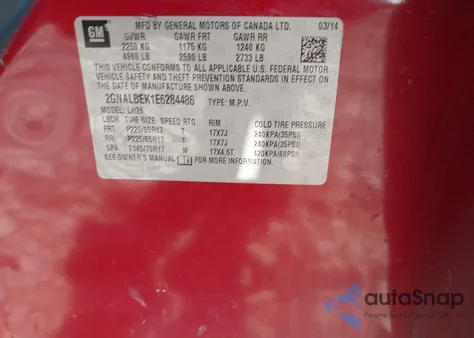 GM
MFD BY GENERAL MOTORS OF CANADA LTD. 03/14
GVWR GAWR FRT GAWR RR
2250 KG 1175 KG 1240 KG
4960 LB 2590 LB 2733 LB
THIS VEHICLE CONFORMS TO ALL APPLICABLE U.S. FEDERAL MOTOR
VEHICLE SAFETY AND THEFT PREVENTION STANDARDS IN EFFECT ON
THE DATE OF MANUFACTURE SHOWN ABOVE.
2GNALBEK1E6284486 TYPE: M.P.V.
MODEL: LH26
LBCH TIRE SIZE SPEED RTG RIM COLD TIRE PRESSURE
FRT P225/65R17 T 17X7J 240KPA(35PSI)
RR P225/65R17 T 17X7J 240KPA(35PSI)
SPA T145/70R17 M 17X4.5T 420KPA(60PSI)
SEE OWNER'S MANUAL
autoSnap